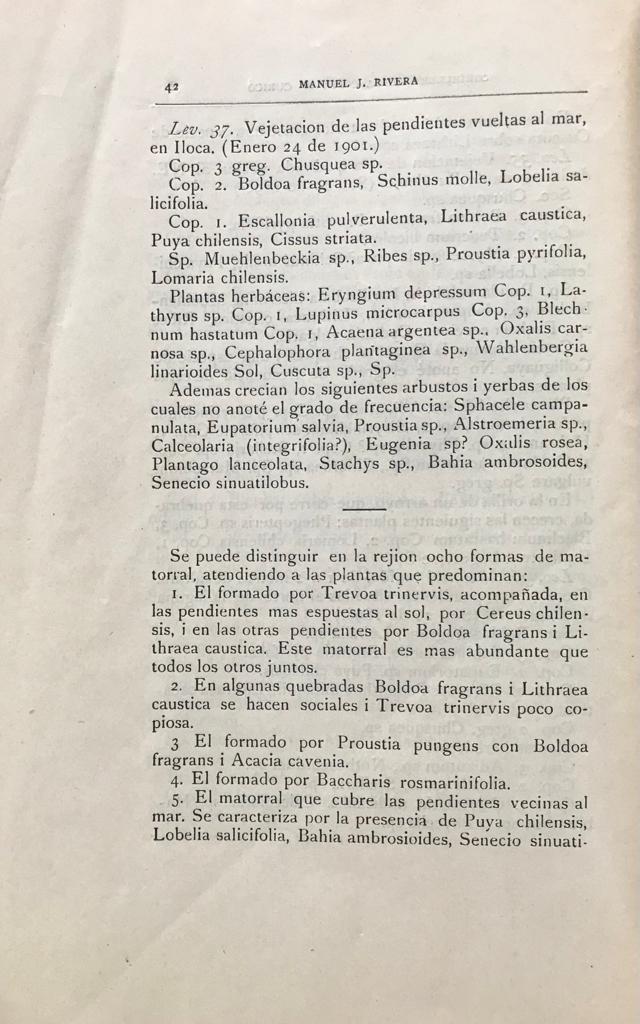 42 MANUEL J. RIVERA
Lev. 37. Vejetacion de las pendientes vueltas al mar,
en Iloca. (Enero 24 de 1901.)
Cop. 3 greg. Chusquea sp.
Cop. 2. Boldoa fragrans, Schinus molle, Lobelia sa-
licifolia.
Cop. 1. Escallonia pulverulenta, Lithraea caustica,
Puya chilensis, Cissus striata.
Sp. Muehlenbeckia sp., Ribes sp., Proustia pyrifolia,
Lomaria chilensis.
Plantas herbáceas: Eryngium depressum Cop. 1, La-
thyrus sp. Cop. 1, Lupinus microcarpus Cop. 3, Blech-
num hastatum Cop. 1, Acaena argentea sp., Oxalis car-
nosa sp., Cephalophora plantaginea sp., Wahlenbergia
linarioides Sol, Cuscuta sp., Sp.
Ademas crecian los siguientes arbustos i yerbas de los
cuales no anoté el grado de frecuencia: Sphacele campa-
nulata, Eupatorium salvia, Proustia sp., Alstroemeria sp.,
Calceolaria (integrifolia?), Eugenia sp? Oxalis rosea,
Plantago lanceolata, Stachys sp., Bahia ambrosoides,
Senecio sinuatilobus.
Se puede distinguir en la rejion ocho formas de ma-
torral, atendiendo a las plantas que predominan:
1. El formado por Trevoa trinervis, acompañada, en
las pendientes mas espuestas al sol, por Cereus chilen-
sis, i en las otras pendientes por Boldoa fragrans i Li-
thraea caustica. Este matorral es mas abundante que
todos los otros juntos.
2. En algunas quebradas Boldoa fragrans i Lithraea
caustica se hacen sociales i Trevoa trinervis poco co-
piosa.
3 El formado por Proustia pungens con Boldoa
fragrans i Acacia cavenia.
4. El formado por Baccharis rosmarinifolia.
5. El matorral que cubre las pendientes vecinas al
mar. Se caracteriza por la presencia de Puya chilensis,
Lobelia salicifolia, Bahia ambrosioides, Senecio sinuati-